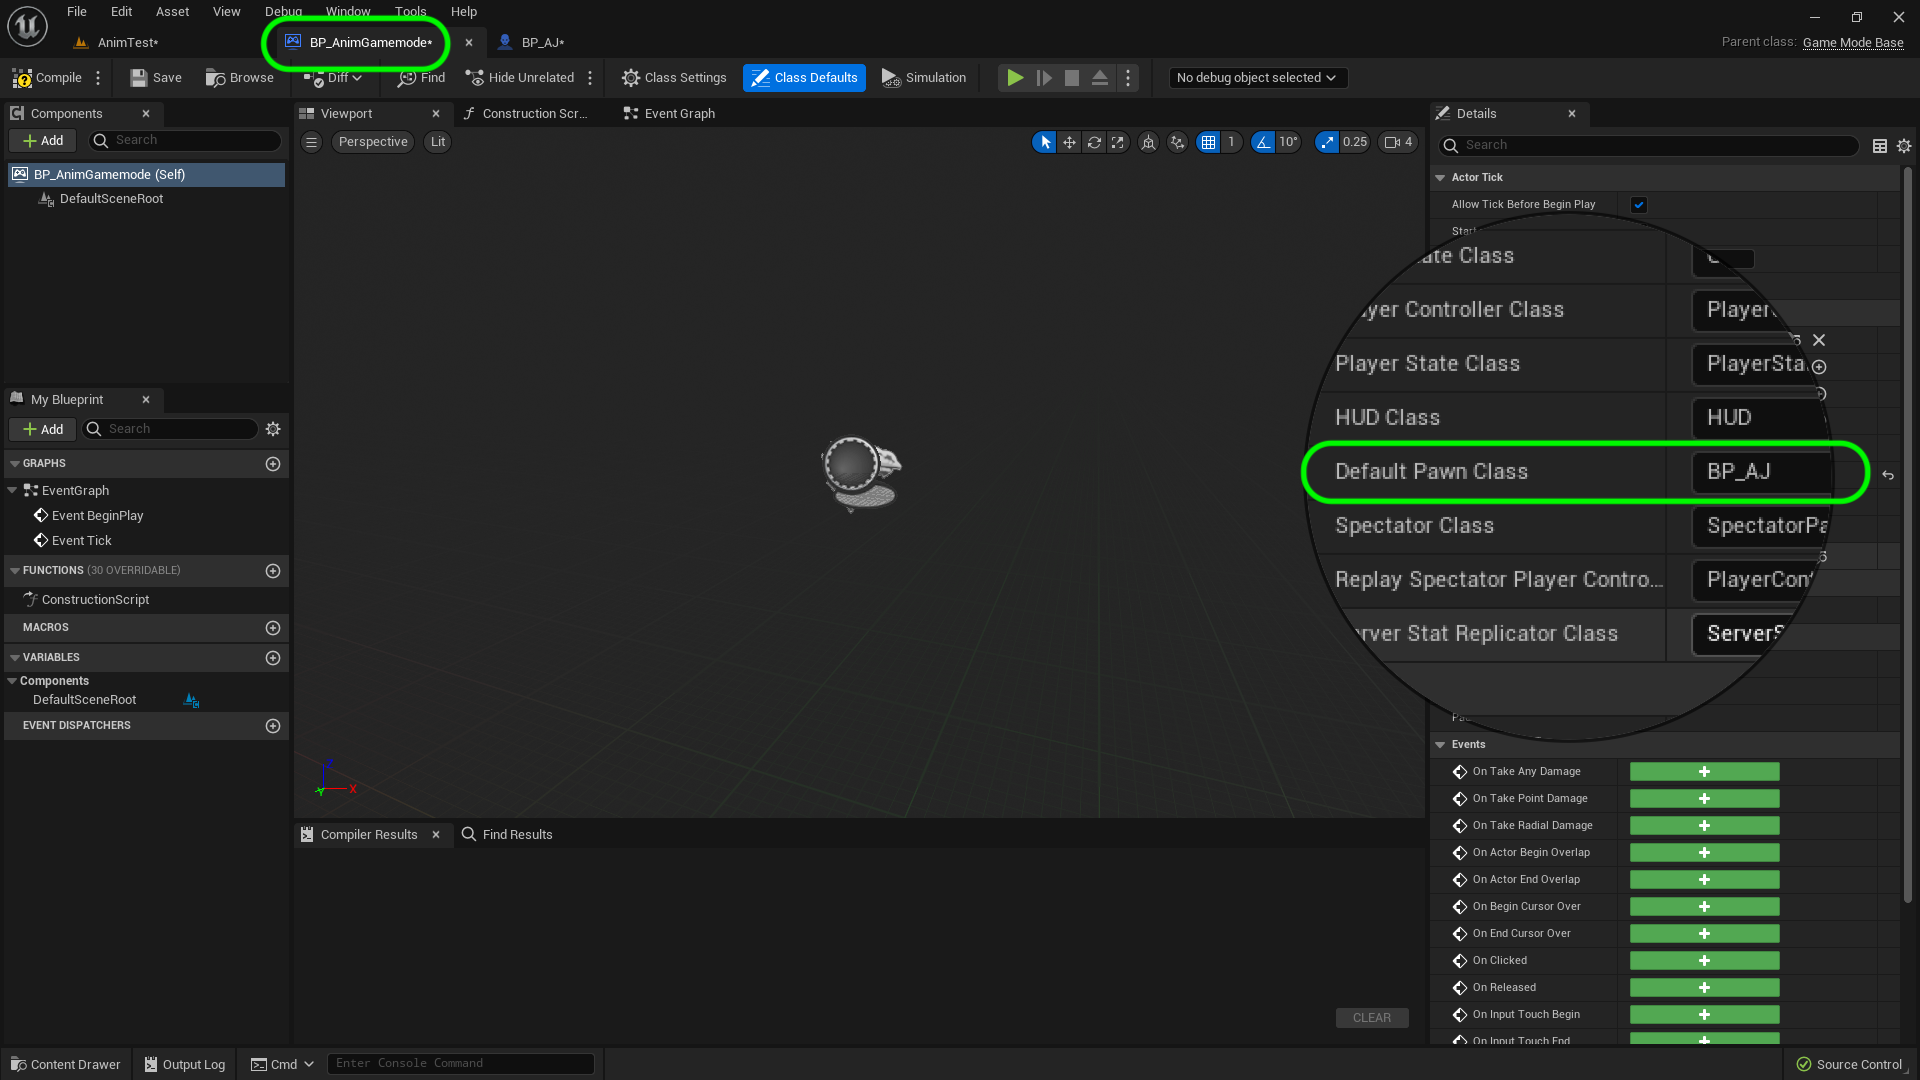 File Edit Asset View Debug Window Tools Help
AnimTest*
BP_AnimGamemode*
BP_AJ*
Parent class: Game Mode Base
Compile
Save
Browse
Diff
Find
Hide Unrelated
Class Settings
Class Defaults
Simulation
No debug object selected
Components
Add
Search
BP_AnimGamemode (Self)
DefaultSceneRoot
My Blueprint
Add
Search
GRAPHS
EventGraph
Event BeginPlay
Event Tick
FUNCTIONS (30 OVERRIDABLE)
ConstructionScript
MACROS
VARIABLES
Components
DefaultSceneRoot
EVENT DISPATCHERS
Viewport
Construction Scr...
Event Graph
Perspective
Lit
1
10°
0.25
4
Z
X
Y
Compiler Results
Find Results
CLEAR
Details
Search
Actor Tick
Allow Tick Before Begin Play
Start
ate Class
yer Controller Class
Player
Player State Class
PlayerSta
HUD Class
HUD
Default Pawn Class
BP_AJ
Spectator Class
SpectatorPa
Replay Spectator Player Contro...
PlayerCont
rver Stat Replicator Class
ServerS
Events
On Take Any Damage
On Take Point Damage
On Take Radial Damage
On Actor Begin Overlap
On Actor End Overlap
On Begin Cursor Over
On End Cursor Over
On Clicked
On Released
On Input Touch Begin
On Input Touch End
Content Drawer
Output Log
Cmd
Enter Console Command
Source Control